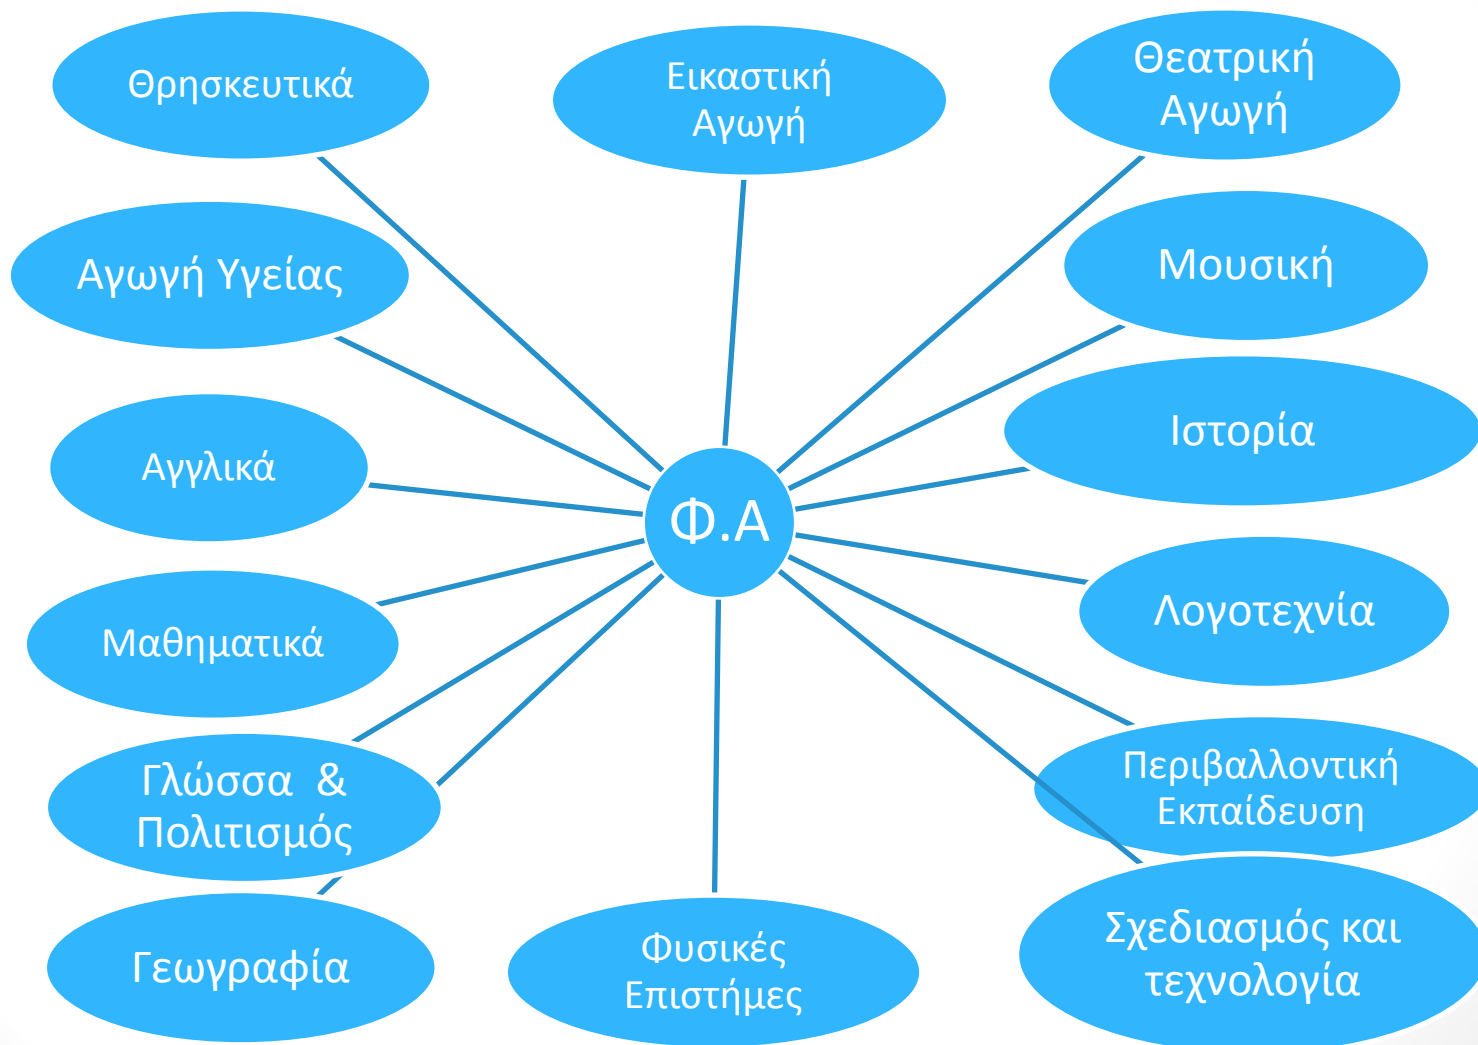 Θρησκευτικά
Εικαστική
Αγωγή
Θεατρική
Αγωγή
Αγωγή Υγείας
Μουσική
Ιστορία
Αγγλικά
Φ.Α
Λογοτεχνία
Μαθηματικά
Γλώσσα & 
Πολιτισμός
Περιβαλλοντική
Εκπαίδευση
Γεωγραφία
Φυσικές
Επιστήμες
Σχεδιασμός και
τεχνολογία